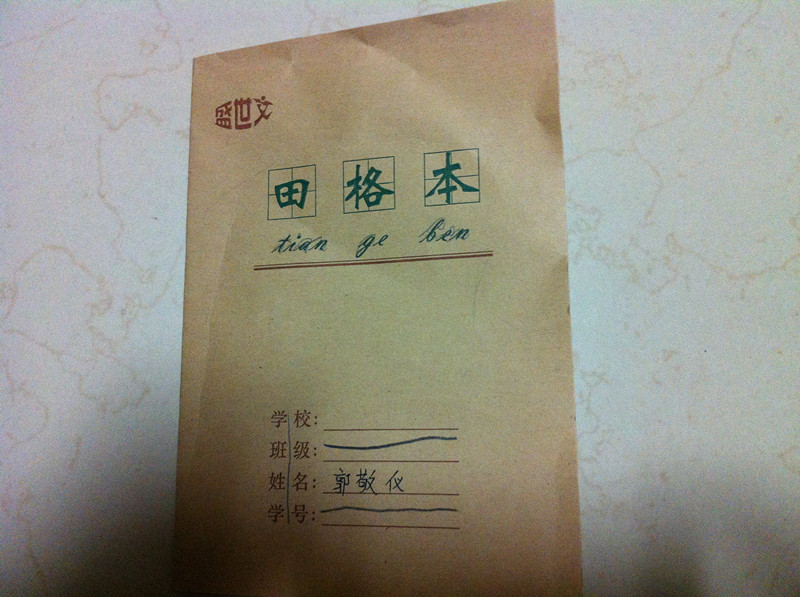 盛世文
田格本
tian ge ben
学校:
班级:
姓名: 郭敬仪
学号: